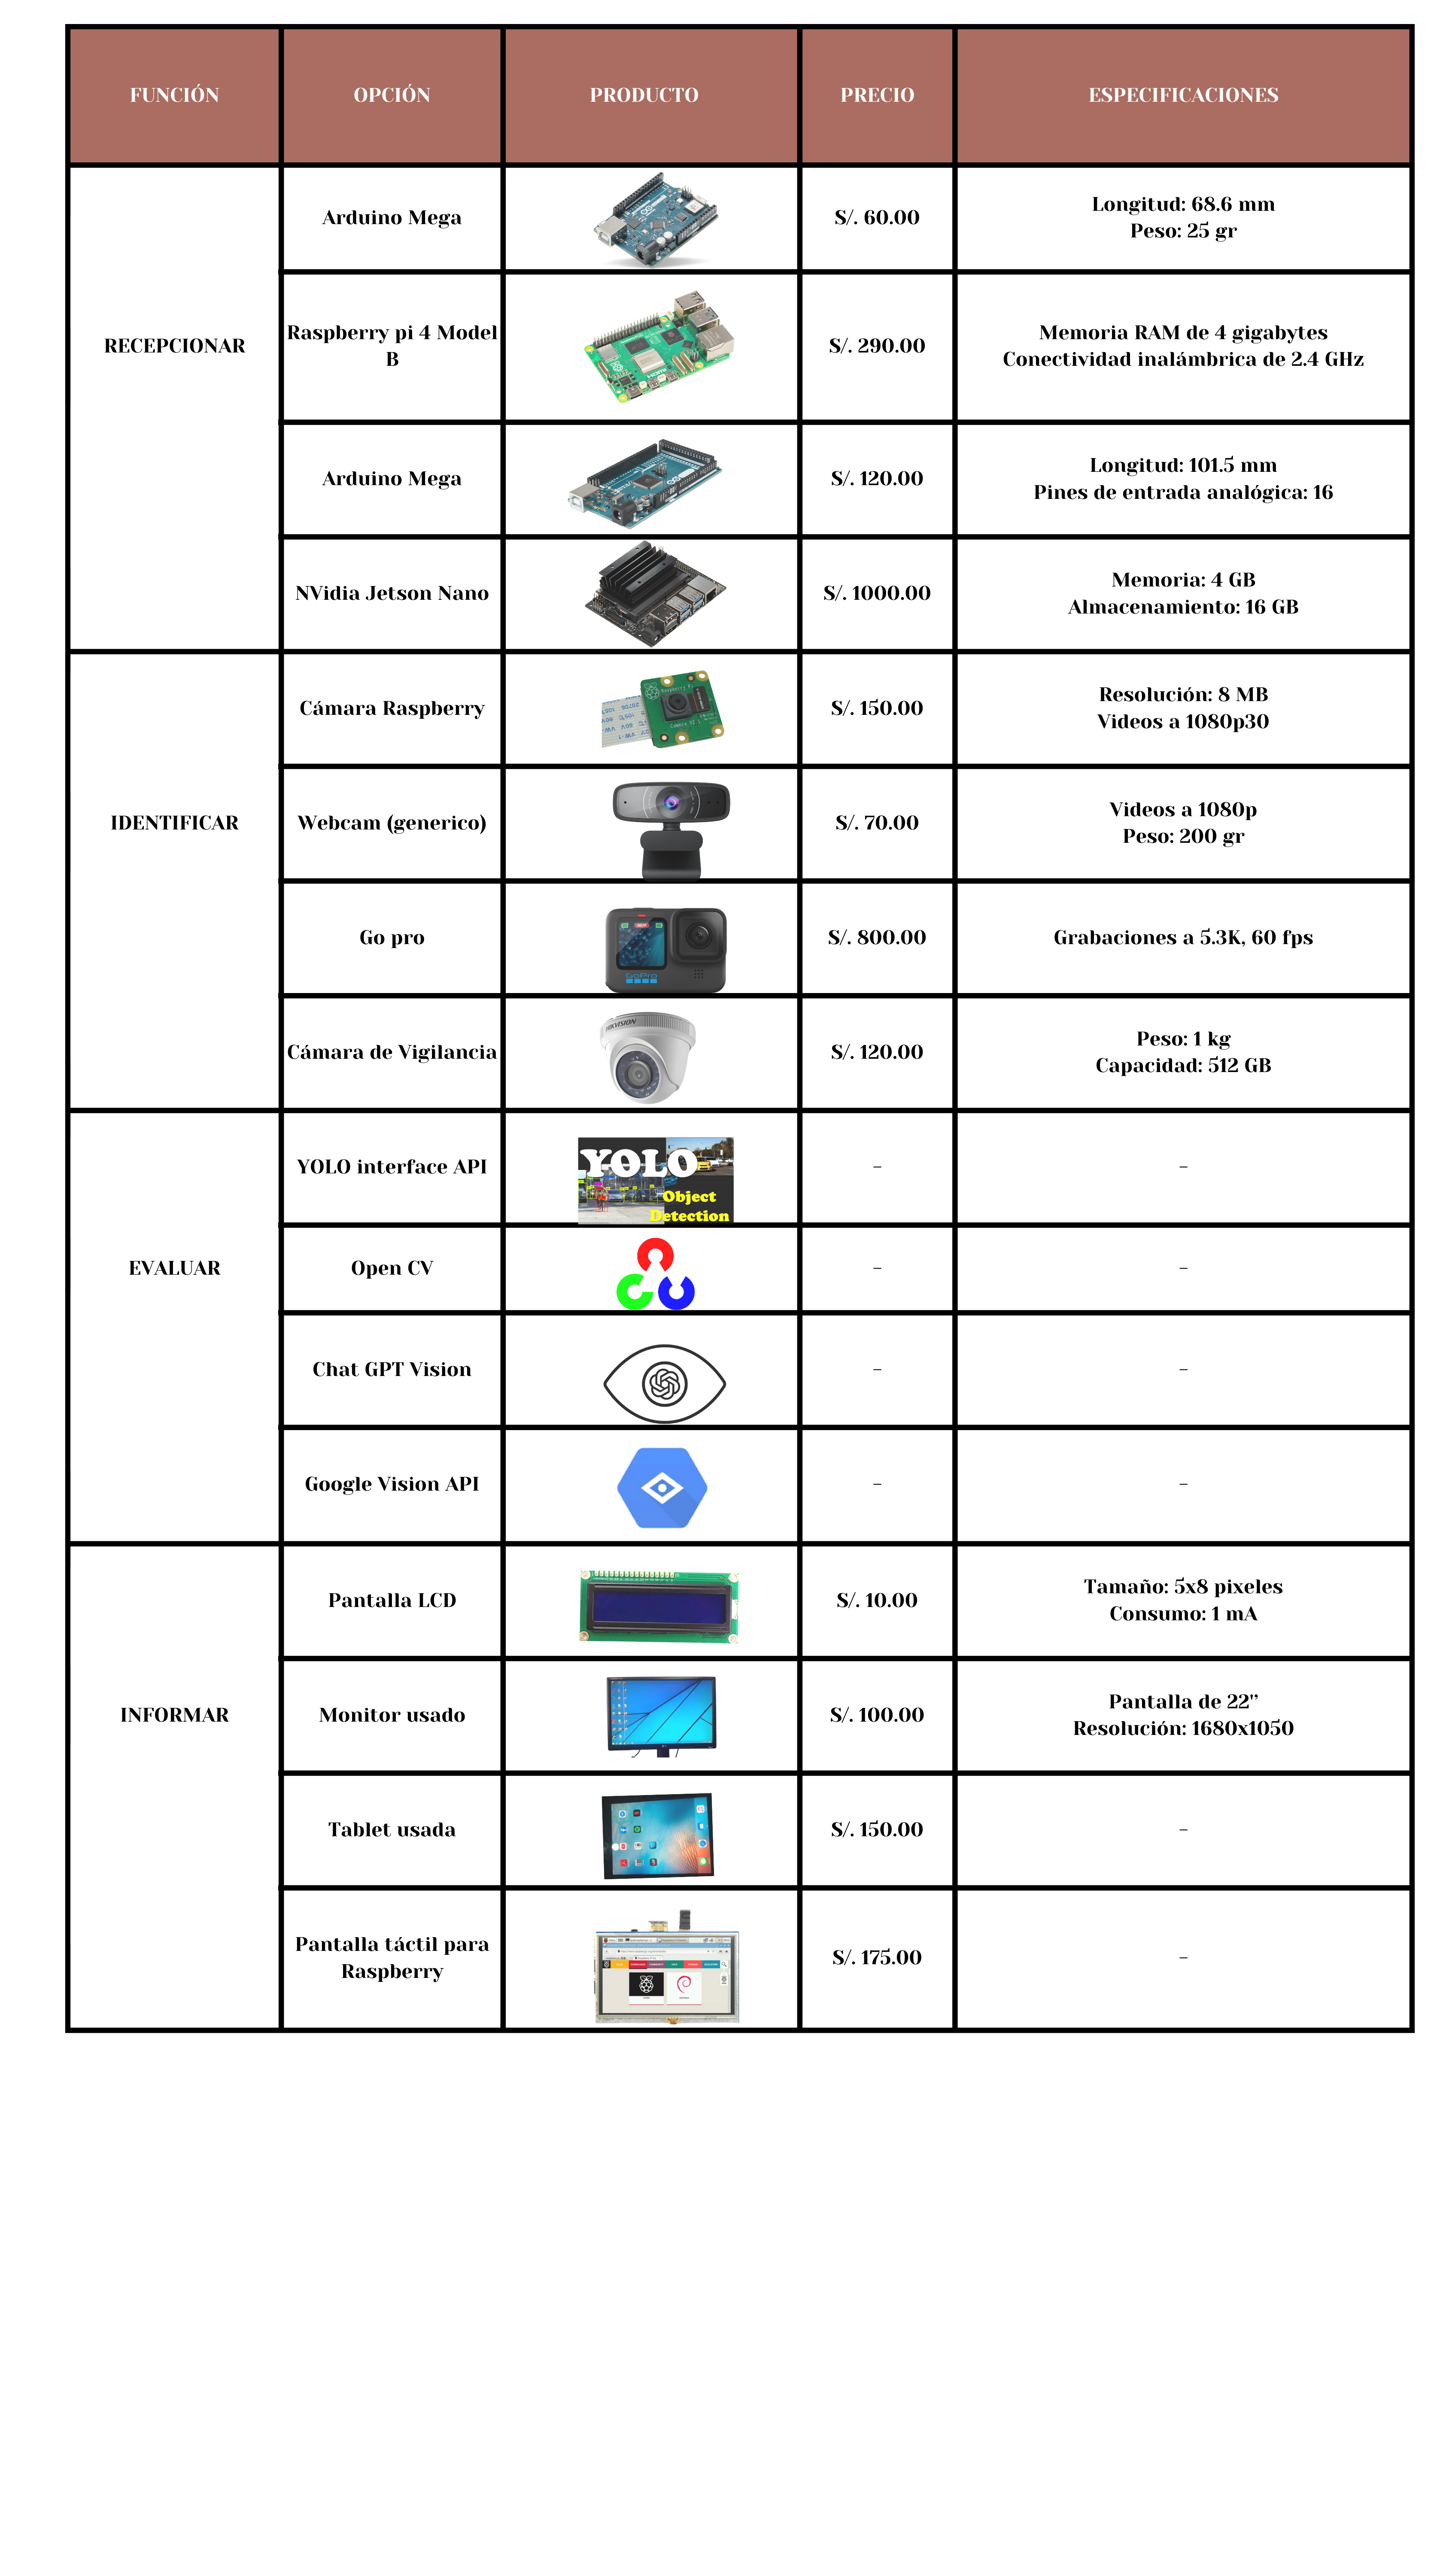 FUNCIÓN
OPCIÓN
PRODUCTO
PRECIO
ESPECIFICACIONES
RECEPCIONAR
Arduino Mega
S/. 60.00
Longitud: 68.6 mm
Peso: 25 gr
Raspberry pi 4 Model
B
S/. 290.00
Memoria RAM de 4 gigabytes
Conectividad inalámbrica de 2.4 GHz
Arduino Mega
S/. 120.00
Longitud: 101.5 mm
Pines de entrada analógica: 16
NVidia Jetson Nano
S/. 1000.00
Memoria: 4 GB
Almacenamiento: 16 GB
IDENTIFICAR
Cámara Raspberry
S/. 150.00
Resolución: 8 MB
Videos a 1080p30
Webcam (generico)
S/. 70.00
Videos a 1080p
Peso: 200 gr
Go pro
GoPro
S/. 800.00
Grabaciones a 5.3K, 60 fps
Cámara de Vigilancia
HIKVISION
S/. 120.00
Peso: 1 kg
Capacidad: 512 GB
EVALUAR
YOLO interface API
YOLO
Object
Detection
-
-
Open CV
-
-
Chat GPT Vision
-
-
Google Vision API
-
-
INFORMAR
Pantalla LCD
S/. 10.00
Tamaño: 5x8 pixeles
Consumo: 1 mA
Monitor usado
S/. 100.00
Pantalla de 22"
Resolución: 1680x1050
Tablet usada
S/. 150.00
-
Pantalla táctil para
Raspberry
S/. 175.00
-